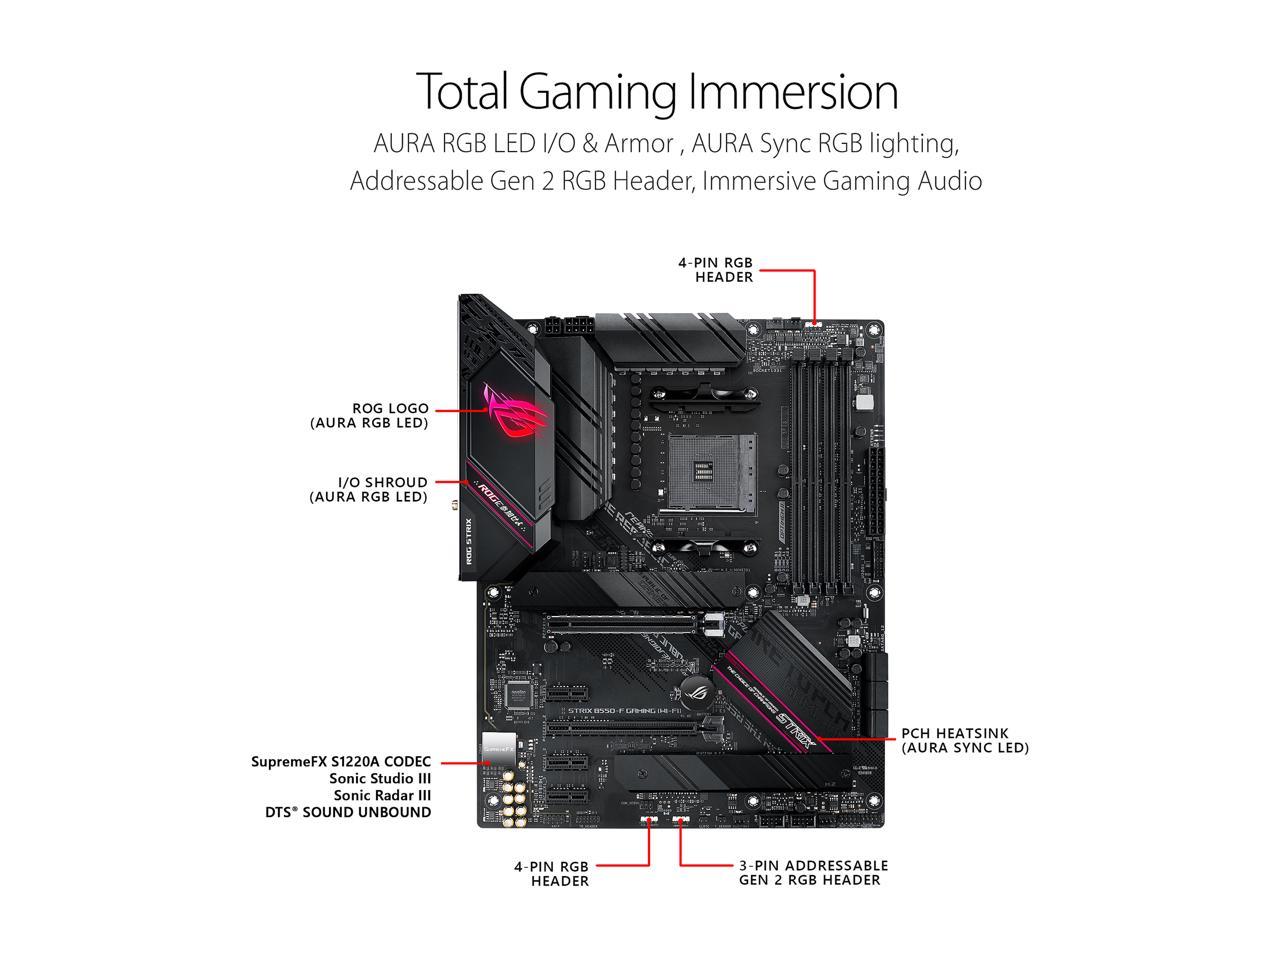 Total Gaming Immersion
AURA RGB LED I/O & Armor , AURA Sync RGB lighting,
Addressable Gen 2 RGB Header, Immersive Gaming Audio
4-PIN RGB
HEADER
ROG LOGO
(AURA RGB LED)
I/O SHROUD
(AURA RGB LED)
ROG STRIX
STRIX B550-F GAMING (WI-FI)
STRIX
PCH HEATSINK
(AURA SYNC LED)
SupremeFX
SupremeFX S1220A CODEC
Sonic Studio III
Sonic Radar III
DTS® SOUND UNBOUND
4-PIN RGB
HEADER
3-PIN ADDRESSABLE
GEN 2 RGB HEADER